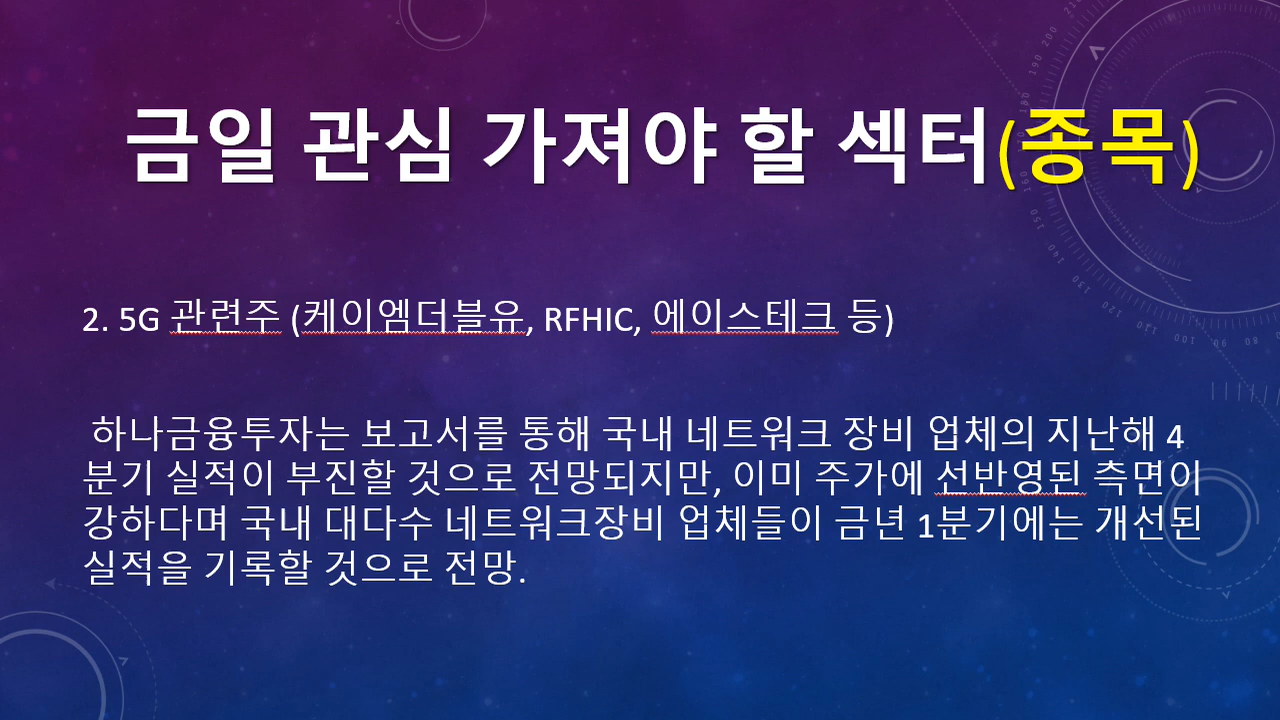 금일 관심 가져야 할 섹터(종목)
2. 5G 관련주 (케이엠더블유, RFHIC, 에이스테크 등)
하나금융투자는 보고서를 통해 국내 네트워크 장비 업체의 지난해 4
분기 실적이 부진할 것으로 전망되지만, 이미 주가에 선반영된 측면이
강하다며 국내 대다수 네트워크장비 업체들이 금년 1분기에는 개선된
실적을 기록할 것으로 전망.